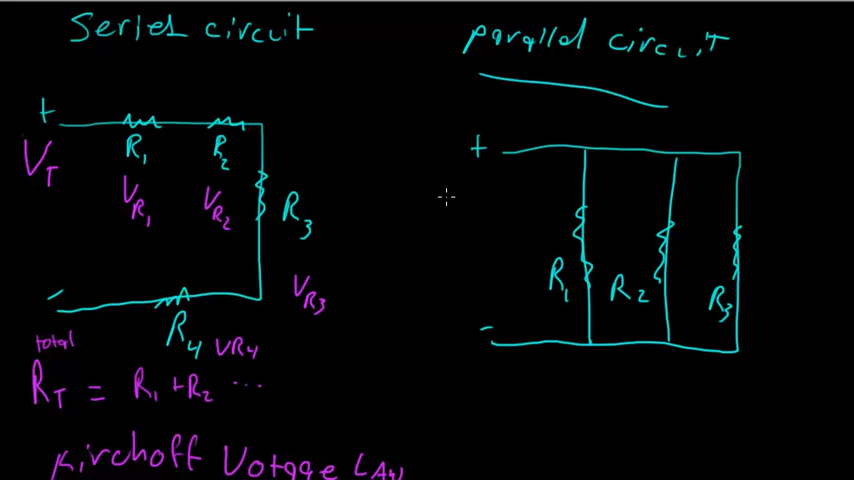 Series circuit
parallel circuit
+
VT
R1
R2
VR1
VR2
R3
VR3
-
R4
VR4
total
RT = R1 + R2 ...
Kirchoff Votage LAW
+
R1
R2
R3
-